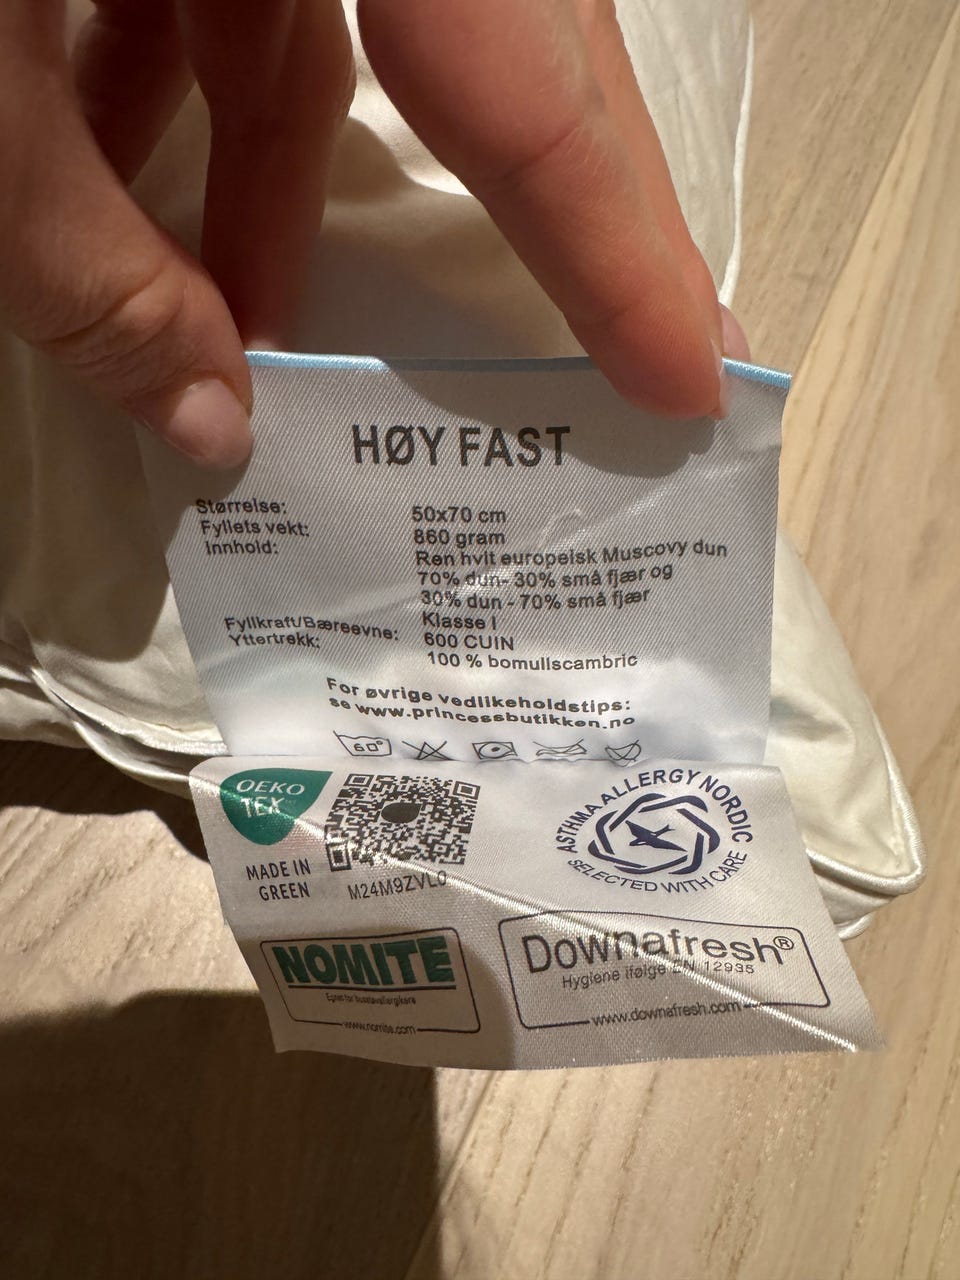 HØY FAST
Størrelse: 50x70 cm
Fyllets vekt: 860 gram
Innhold: Ren hvit europeisk Muscovy dun
70% dun- 30% små fjær og
30% dun - 70% små fjær
Klasse I
Fyllkraft/Bæreevne: 600 CUIN
Yttertrekk: 100 % bomullscambric
For øvrige vedlikeholdstips:
se www.princessbutikken.no
60°
OEKO
TEX
MADE IN
GREEN
M24M9ZVL0
ASTHMA ALLERGY NORDIC
SELECTED WITH CARE
NOMITE
Egnet for husstøvallergikere
www.nomite.com
Downafresh®
Hygiene ifølge EN 12935
www.downafresh.com